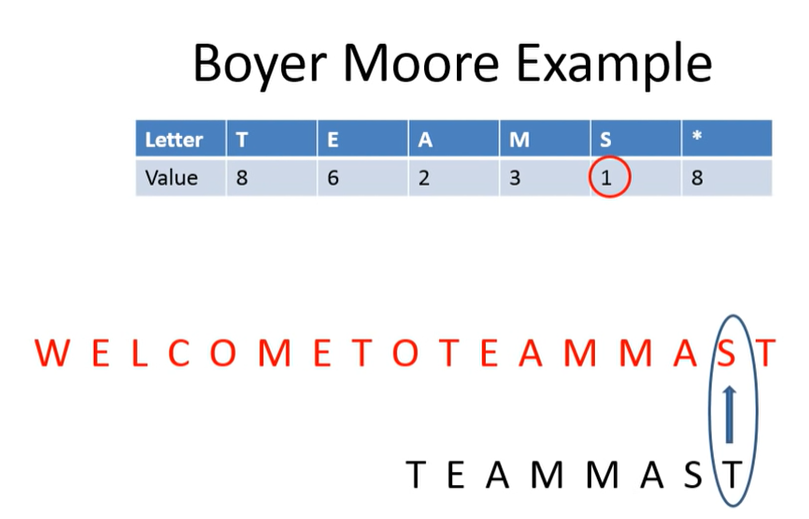 Boyer Moore Example
Letter T E A M S *
Value 8 6 2 3 1 8
W E L C O M E T O T E A M M A S T
T E A M M A S T